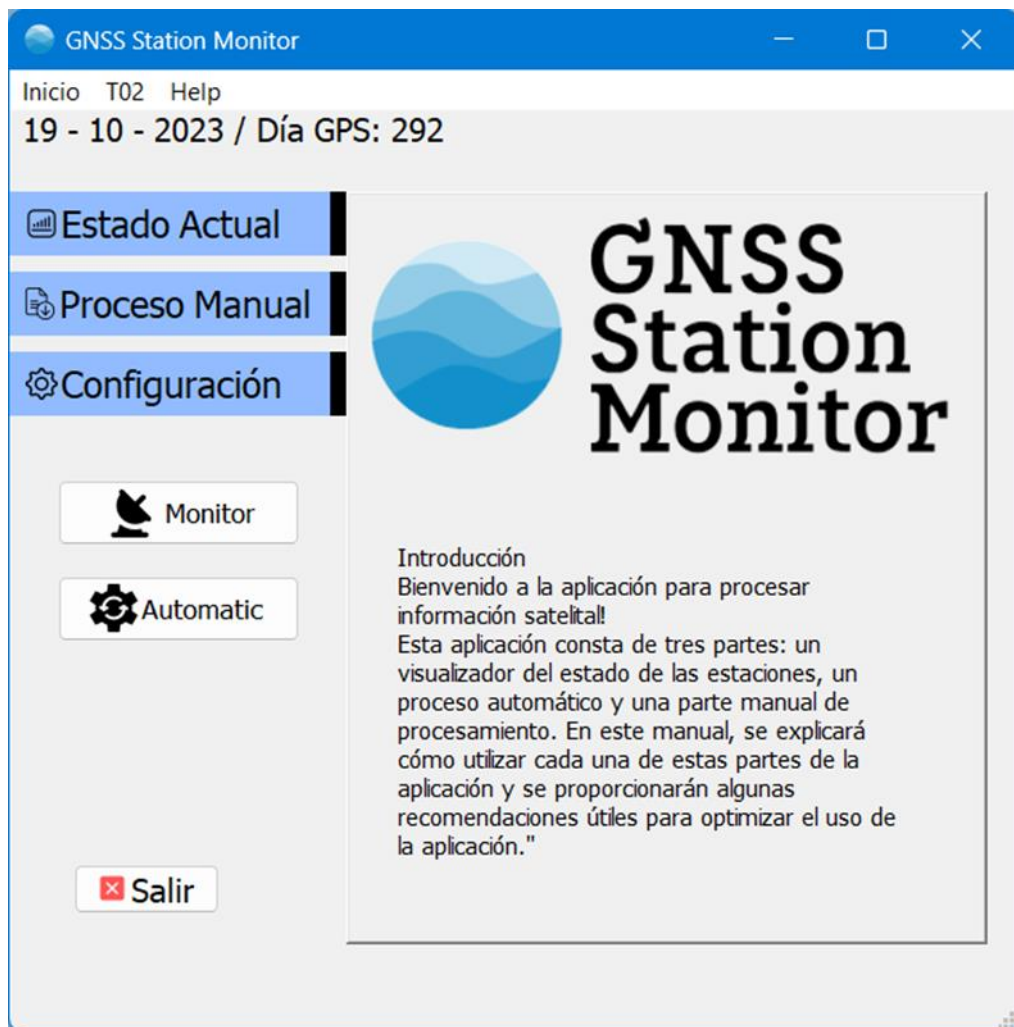 GNSS Station Monitor
Inicio T02 Help
19 - 10 - 2023 / Día GPS: 292
Estado Actual
Proceso Manual
Configuración
Monitor
Automatic
Salir
GNSS
Station
Monitor
Introducción
Bienvenido a la aplicación para procesar
información satelital!
Esta aplicación consta de tres partes: un
visualizador del estado de las estaciones, un
proceso automático y una parte manual de
procesamiento. En este manual, se explicará
cómo utilizar cada una de estas partes de la
aplicación y se proporcionarán algunas
recomendaciones útiles para optimizar el uso de
la aplicación."